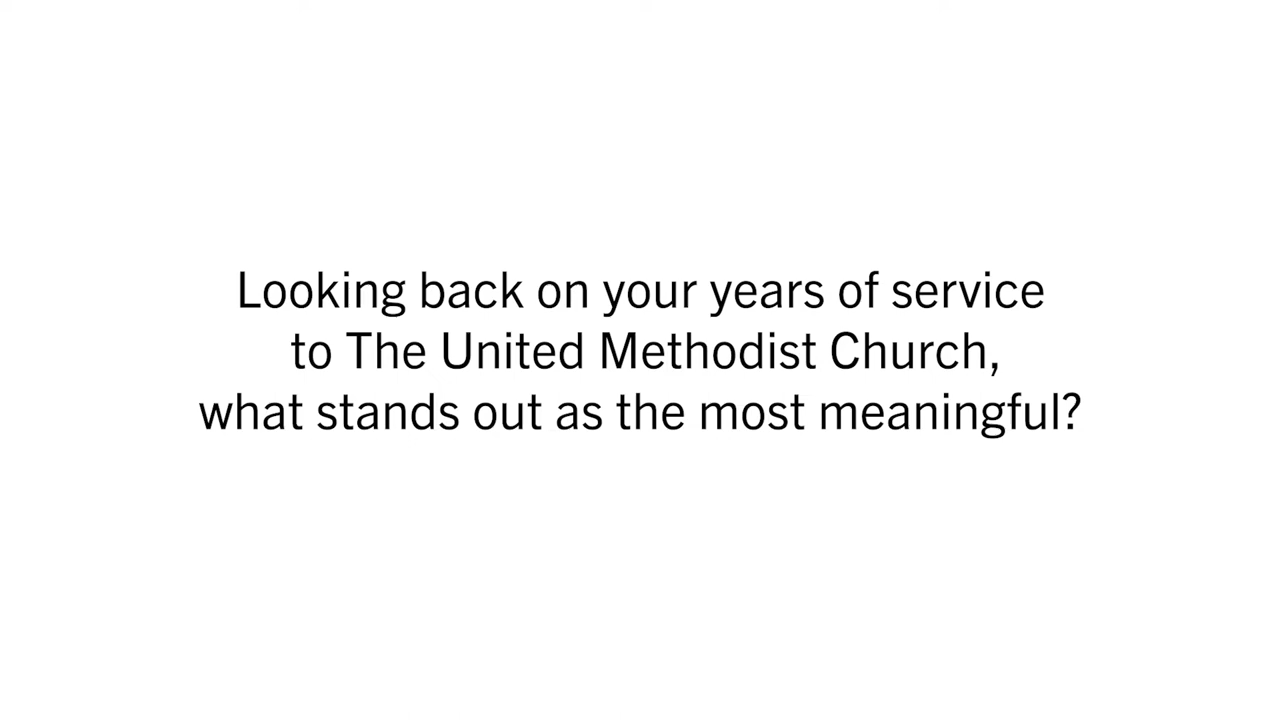 Looking back on your years of service
to The United Methodist Church,
what stands out as the most meaningful?